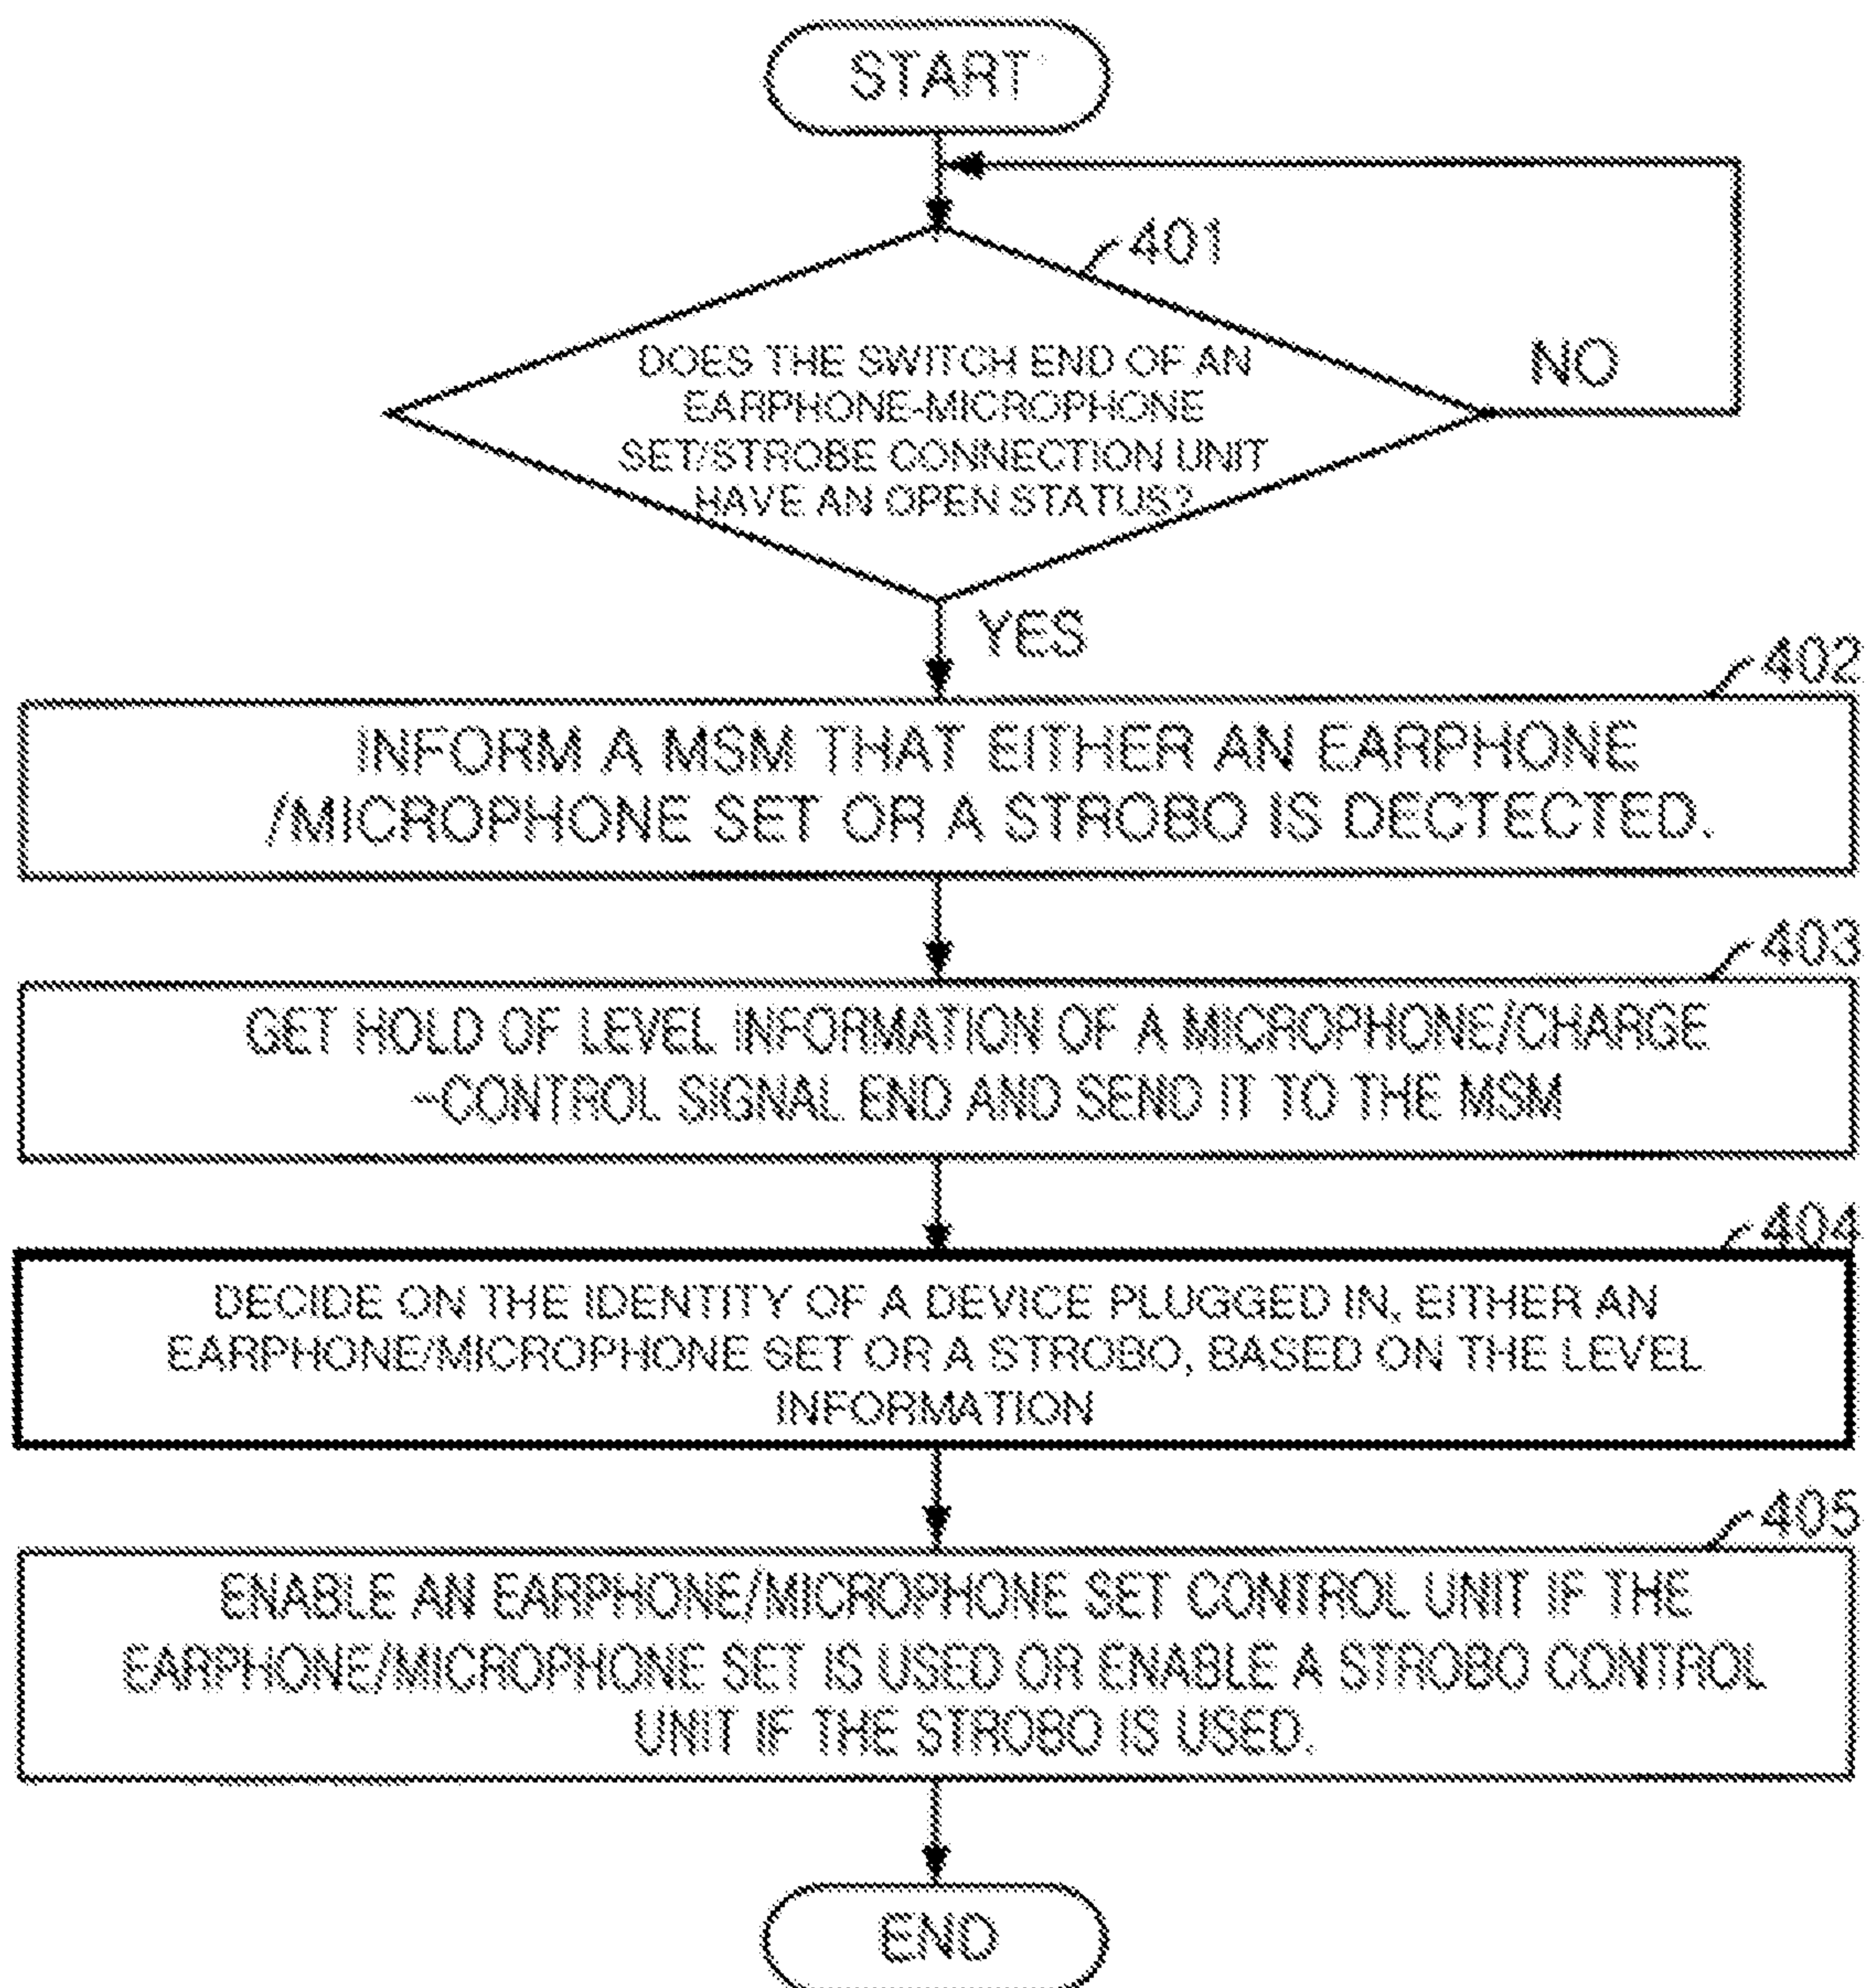 START
401
DOES THE SWITCH END OF AN
EARPHONE-MICROPHONE
SET/STROBE CONNECTION UNIT
HAVE AN OPEN STATUS?
NO
YES
402
INFORM A MSM THAT EITHER AN EARPHONE
/MICROPHONE SET OR A STROBO IS DECTECTED.
403
GET HOLD OF LEVEL INFORMATION OF A MICROPHONE/CHARGE
-CONTROL SIGNAL END AND SEND IT TO THE MSM
404
DECIDE ON THE IDENTITY OF A DEVICE PLUGGED IN, EITHER AN
EARPHONE/MICROPHONE SET OR A STROBO, BASED ON THE LEVEL
INFORMATION
405
ENABLE AN EARPHONE/MICROPHONE SET CONTROL UNIT IF THE
EARPHONE/MICROPHONE SET IS USED OR ENABLE A STROBO CONTROL
UNIT IF THE STROBO IS USED.
END